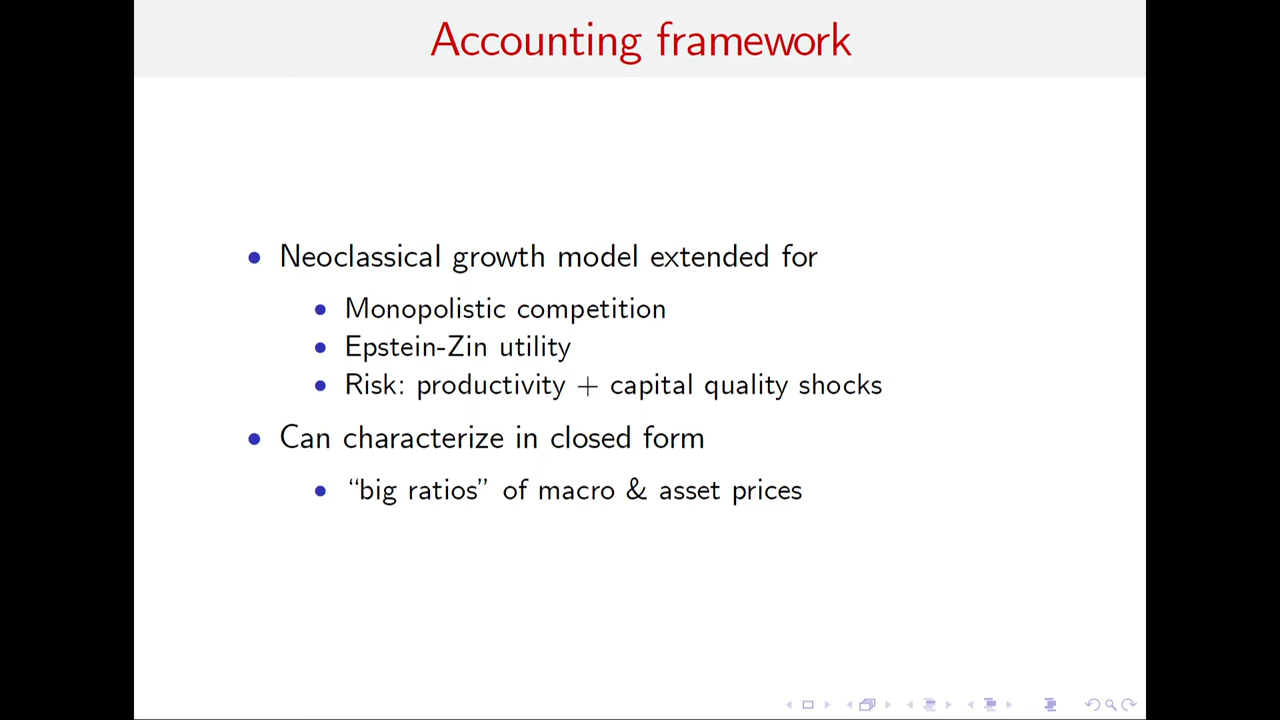 Accounting framework
• Neoclassical growth model extended for
• Monopolistic competition
• Epstein-Zin utility
• Risk: productivity + capital quality shocks
• Can characterize in closed form
• “big ratios” of macro & asset prices